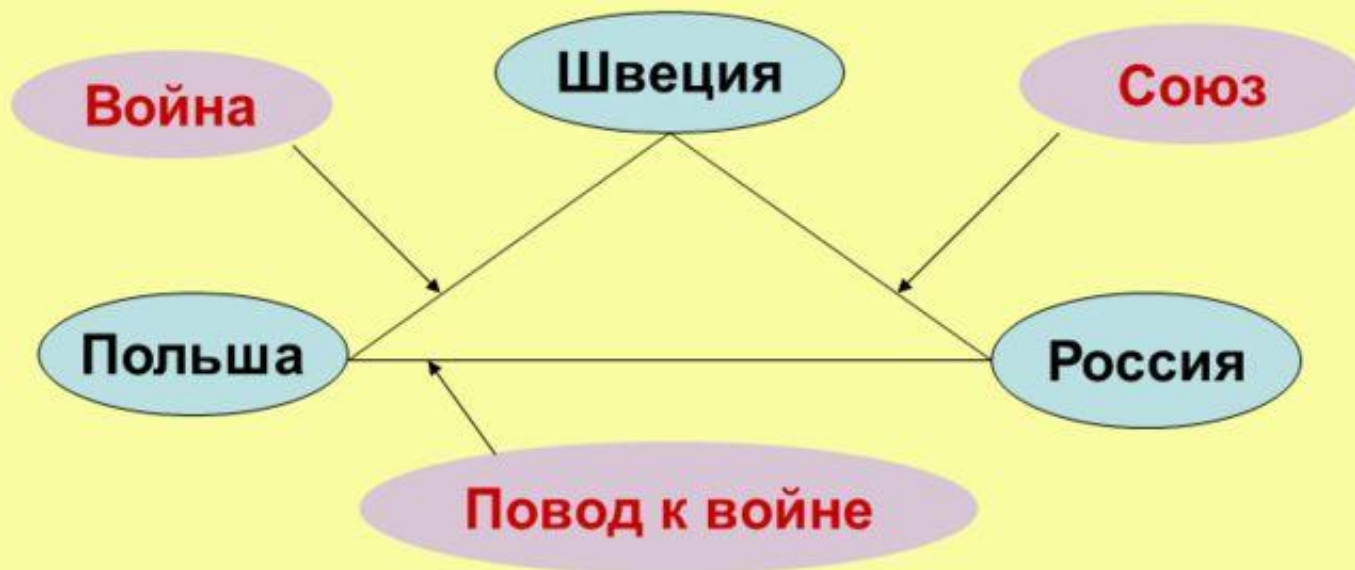 Швеция
Война
Союз
Польша
Россия
Повод к войне